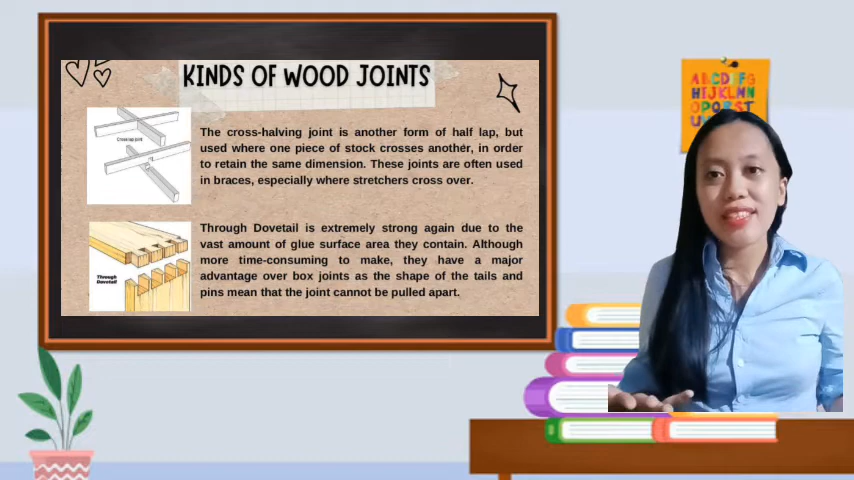 KINDS OF WOOD JOINTS
Cross lap joint
The cross-halving joint is another form of half lap, but
used where one piece of stock crosses another, in order
to retain the same dimension. These joints are often used
in braces, especially where stretchers cross over.
Through
Dovetail
Through Dovetail is extremely strong again due to the
vast amount of glue surface area they contain. Although
more time-consuming to make, they have a major
advantage over box joints as the shape of the tails and
pins mean that the joint cannot be pulled apart.